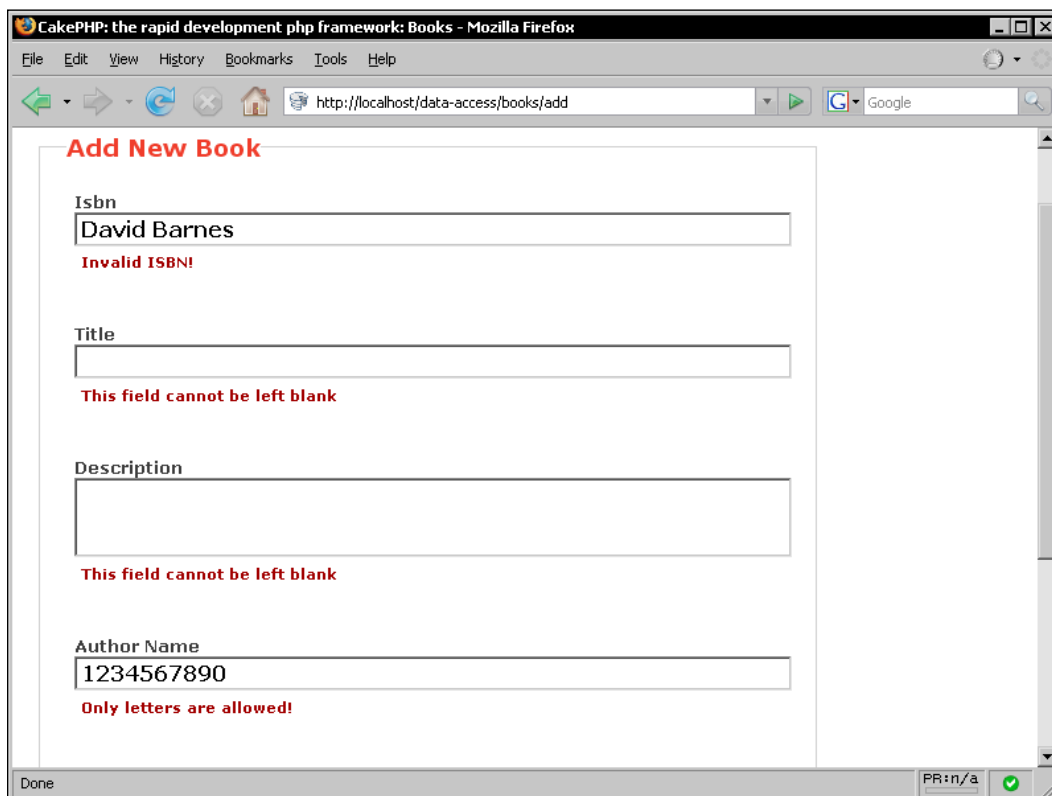 CakePHP: the rapid development php framework: Books - Mozilla Firefox
File Edit View History Bookmarks Tools Help
http://localhost/data-access/books/add
G Google
Add New Book
Isbn
David Barnes
Invalid ISBN!
Title
This field cannot be left blank
Description
This field cannot be left blank
Author Name
1234567890
Only letters are allowed!
Done
PR:n/a